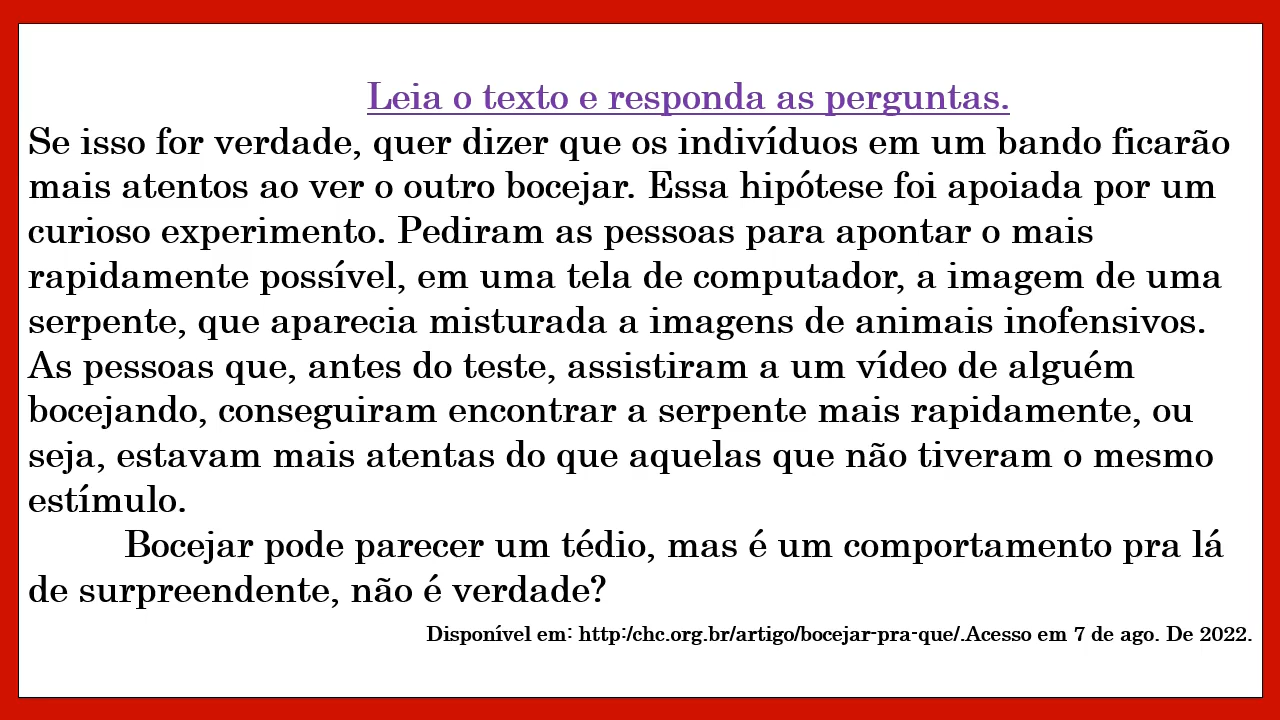 Leia o texto e responda as perguntas.
Se isso for verdade, quer dizer que os indivíduos em um bando ficarão
mais atentos ao ver o outro bocejar. Essa hipótese foi apoiada por um
curioso experimento. Pediram as pessoas para apontar o mais
rapidamente possível, em uma tela de computador, a imagem de uma
serpente, que aparecia misturada a imagens de animais inofensivos.
As pessoas que, antes do teste, assistiram a um vídeo de alguém
bocejando, conseguiram encontrar a serpente mais rapidamente, ou
seja, estavam mais atentas do que aquelas que não tiveram o mesmo
estímulo.
Bocejar pode parecer um tédio, mas é um comportamento pra lá
de surpreendente, não é verdade?
Disponível em: http:/chc.org.br/artigo/bocejar-pra-que/.Acesso em 7 de ago. De 2022.